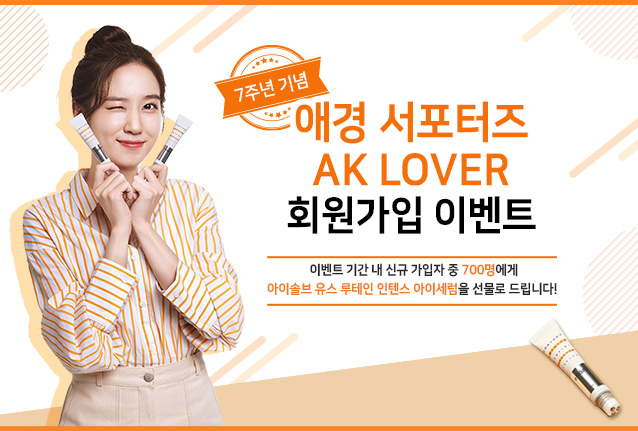 7주년 기념
애경 서포터즈
AK LOVER
회원가입 이벤트
이벤트 기간 내 신규 가입자 중 700명에게
아이솔브 유스 루테인 인텐스 아이세럼을 선물로 드립니다!